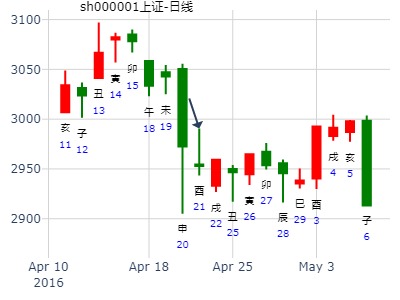 sh000001上证-日线
3100
3050
3000
2950
2900
亥
11
子
12
丑
13
寅
14
卯
15
午
18
未
19
申
20
酉
21
戌
22
丑
25
寅
26
卯
27
辰
28
巳
29
酉
3
戌
4
亥
5
子
6
Apr 10
2016
Apr 18
Apr 25
May 3